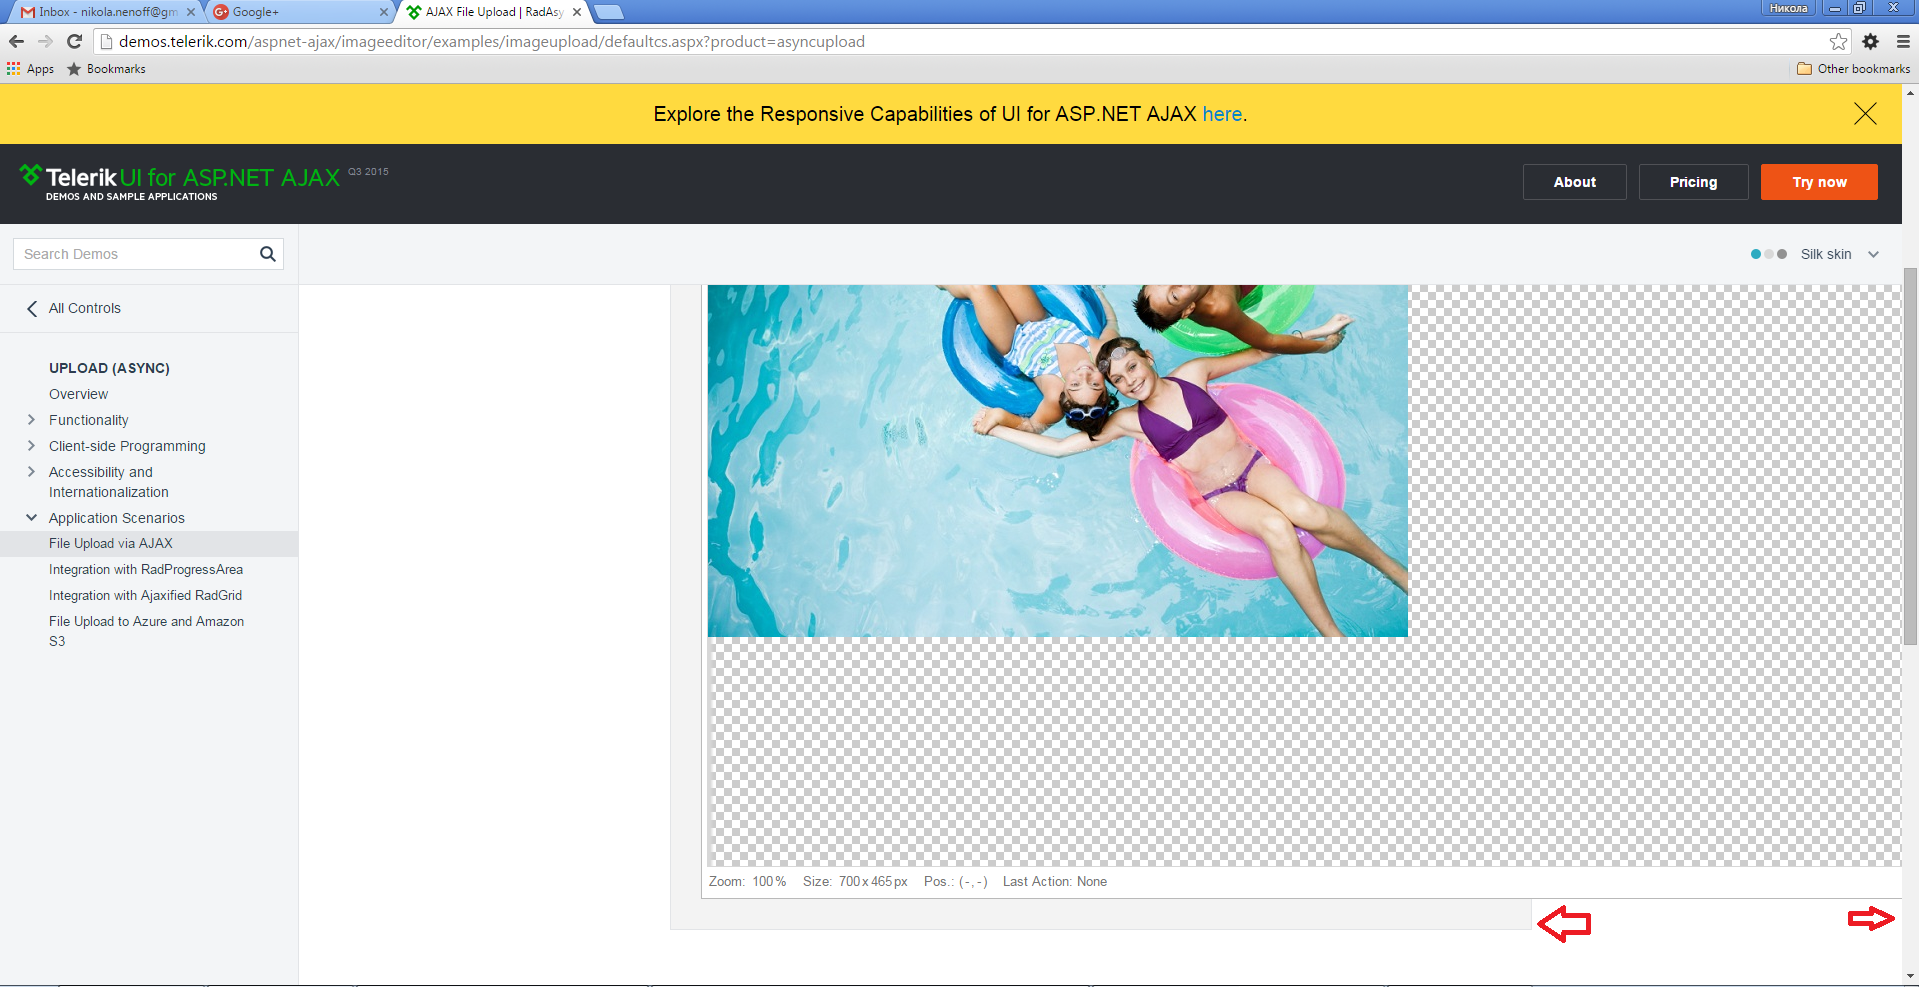 Inbox - nikola.nenoff@gm
Google+
AJAX File Upload | RadAsy
Никола
demos.telerik.com/aspnet-ajax/imageeditor/examples/imageupload/defaultcs.aspx?product=asyncupload
Apps
Bookmarks
Other bookmarks
Explore the Responsive Capabilities of UI for ASP.NET AJAX here.
Telerik UI for ASP.NET AJAX Q3 2015
DEMOS AND SAMPLE APPLICATIONS
About
Pricing
Try now
Search Demos
Silk skin
All Controls
UPLOAD (ASYNC)
Overview
Functionality
Client-side Programming
Accessibility and
Internationalization
Application Scenarios
File Upload via AJAX
Integration with RadProgressArea
Integration with Ajaxified RadGrid
File Upload to Azure and Amazon
S3
Zoom: 100% Size: 700x465px Pos.: (-,-) Last Action: None